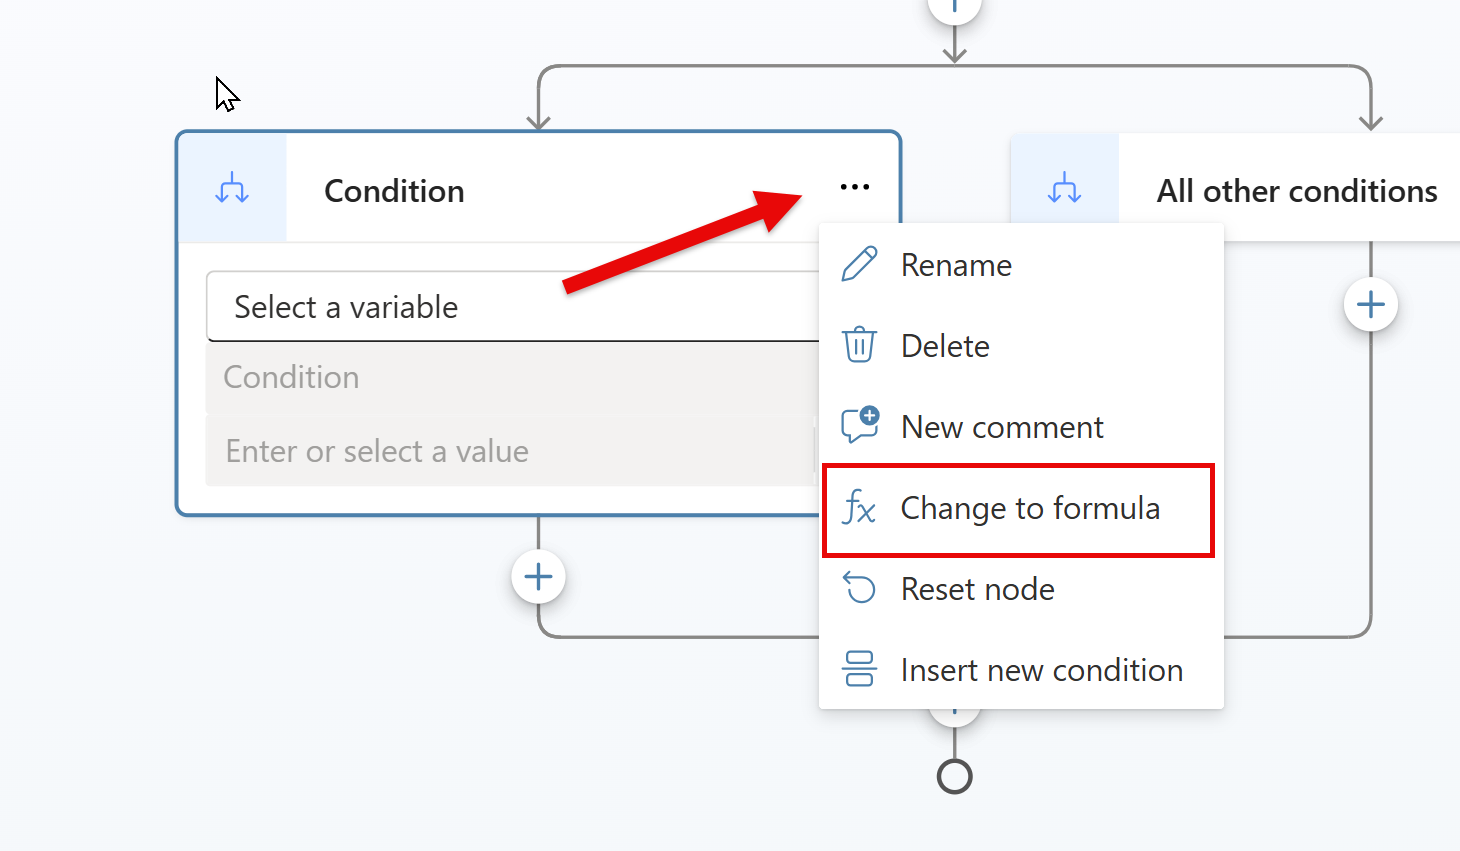 Condition
All other conditions
Select a variable
Condition
Enter or select a value
Rename
Delete
New comment
fx Change to formula
Reset node
Insert new condition